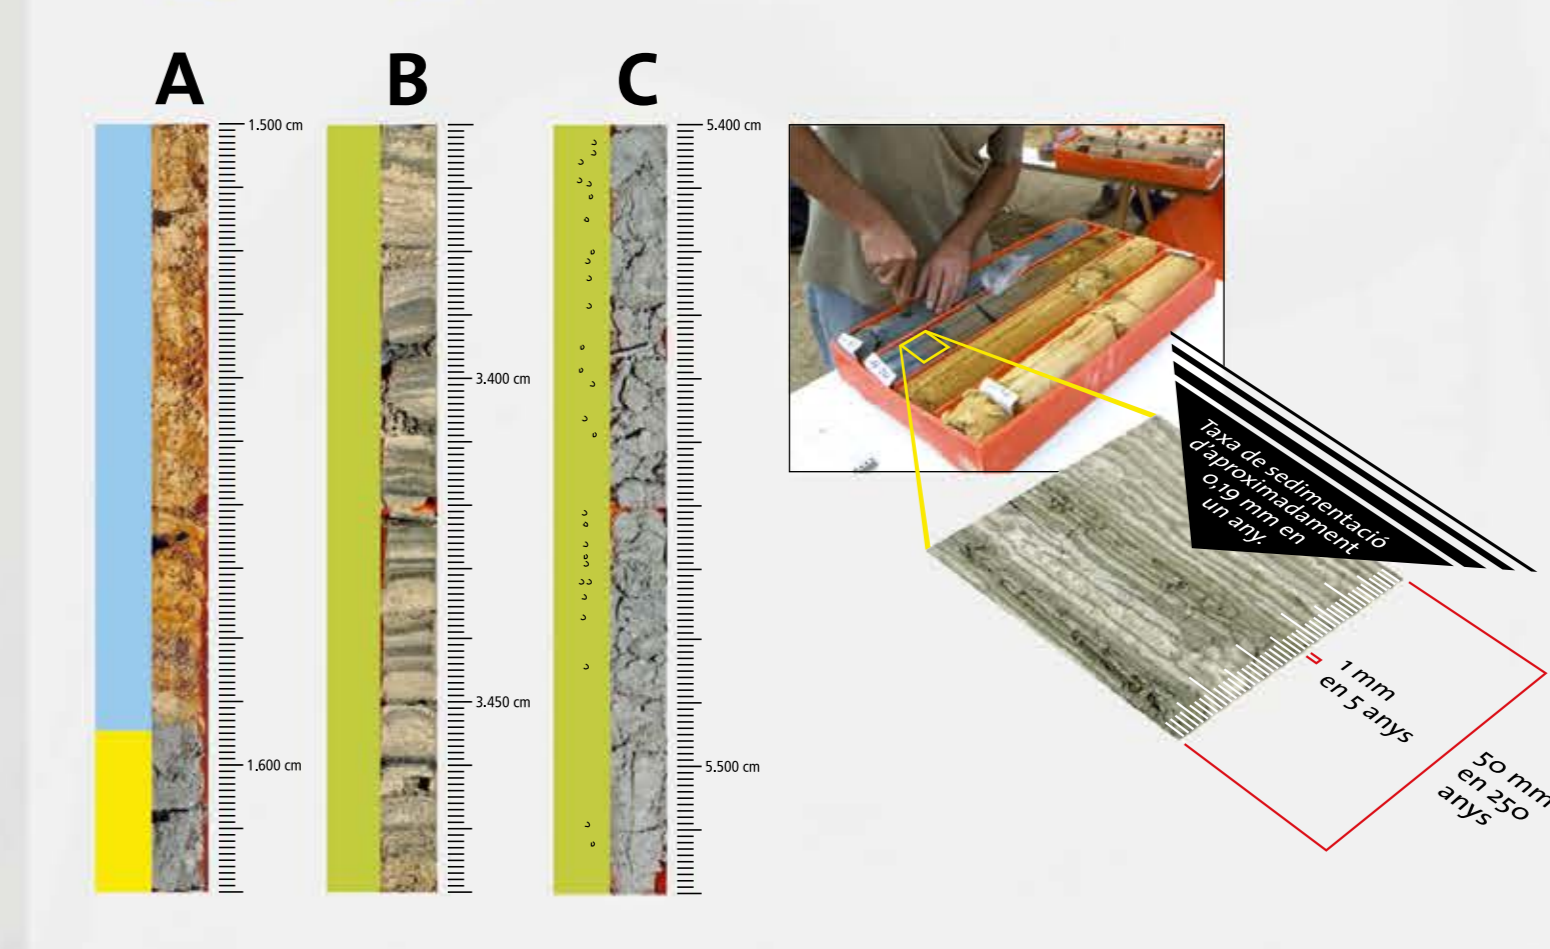 A
B
C
1.500 cm
1.600 cm
3.400 cm
3.450 cm
5.400 cm
5.500 cm
Taxa de sedimentació
d'aproximadament
0,19 mm en
un any.
1 mm
en 5 anys
50 mm
en 250
anys